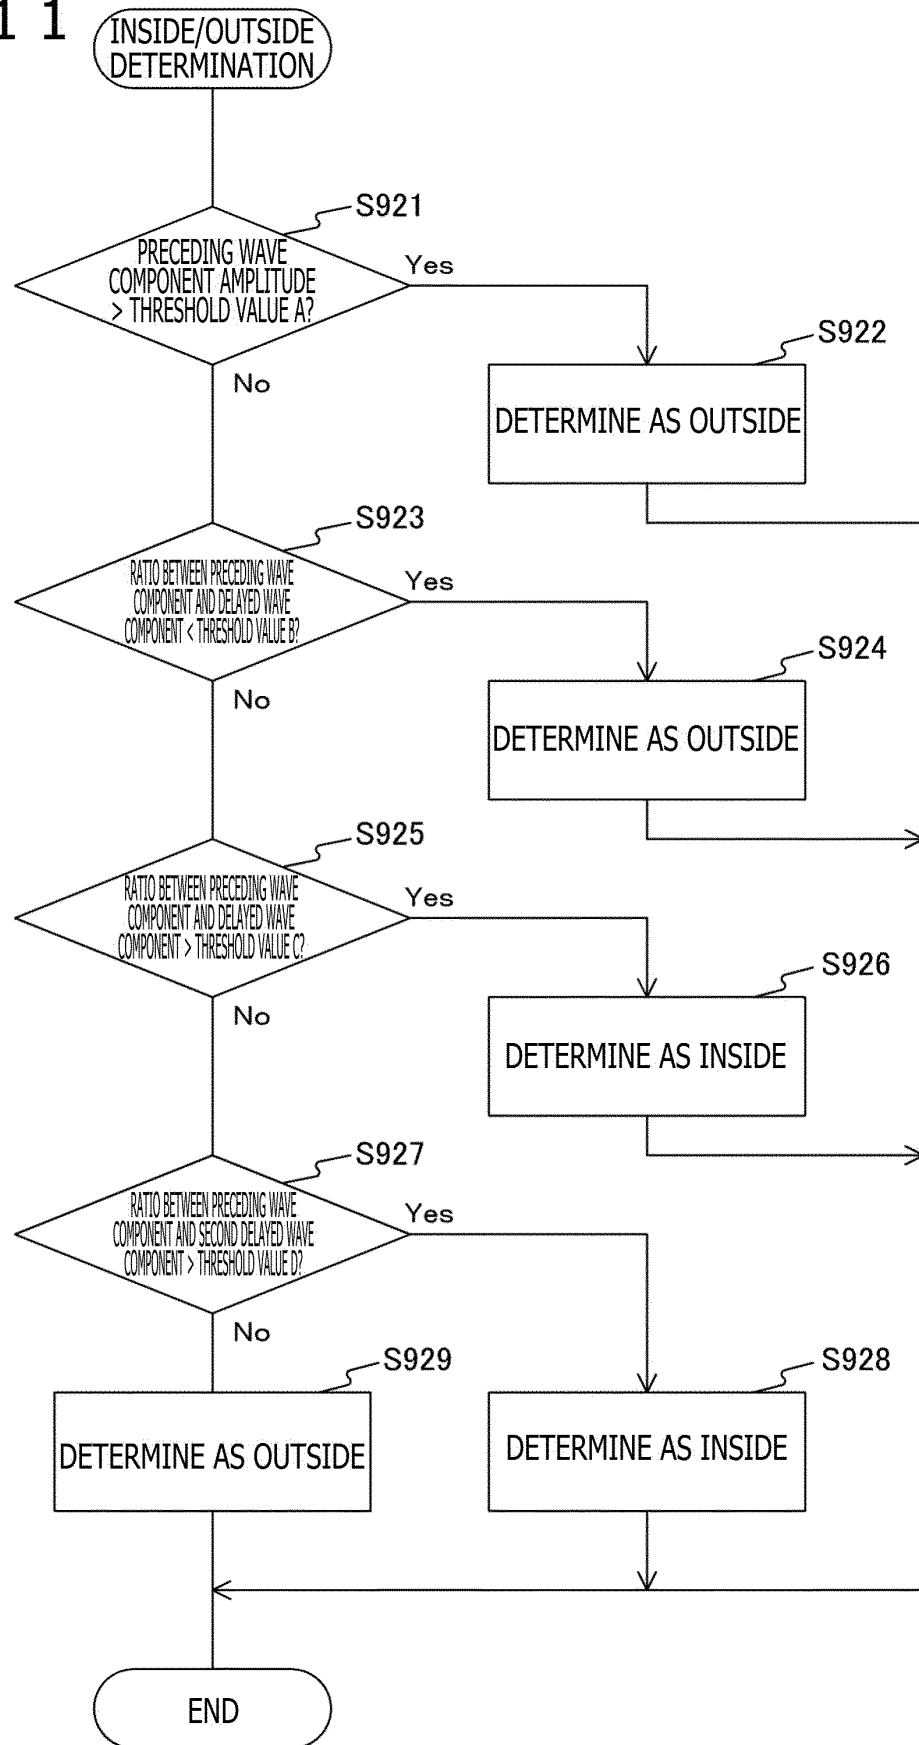 11
INSIDE/OUTSIDE
DETERMINATION
S921
PRECEDING WAVE
COMPONENT AMPLITUDE
> THRESHOLD VALUE A?
Yes
S922
DETERMINE AS OUTSIDE
No
S923
RATIO BETWEEN PRECEDING WAVE
COMPONENT AND DELAYED WAVE
COMPONENT < THRESHOLD VALUE B?
Yes
S924
DETERMINE AS OUTSIDE
No
S925
RATIO BETWEEN PRECEDING WAVE
COMPONENT AND DELAYED WAVE
COMPONENT > THRESHOLD VALUE C?
Yes
S926
DETERMINE AS INSIDE
No
S927
RATIO BETWEEN PRECEDING WAVE
COMPONENT AND SECOND DELAYED WAVE
COMPONENT > THRESHOLD VALUE D?
Yes
No
S929
DETERMINE AS OUTSIDE
S928
DETERMINE AS INSIDE
END